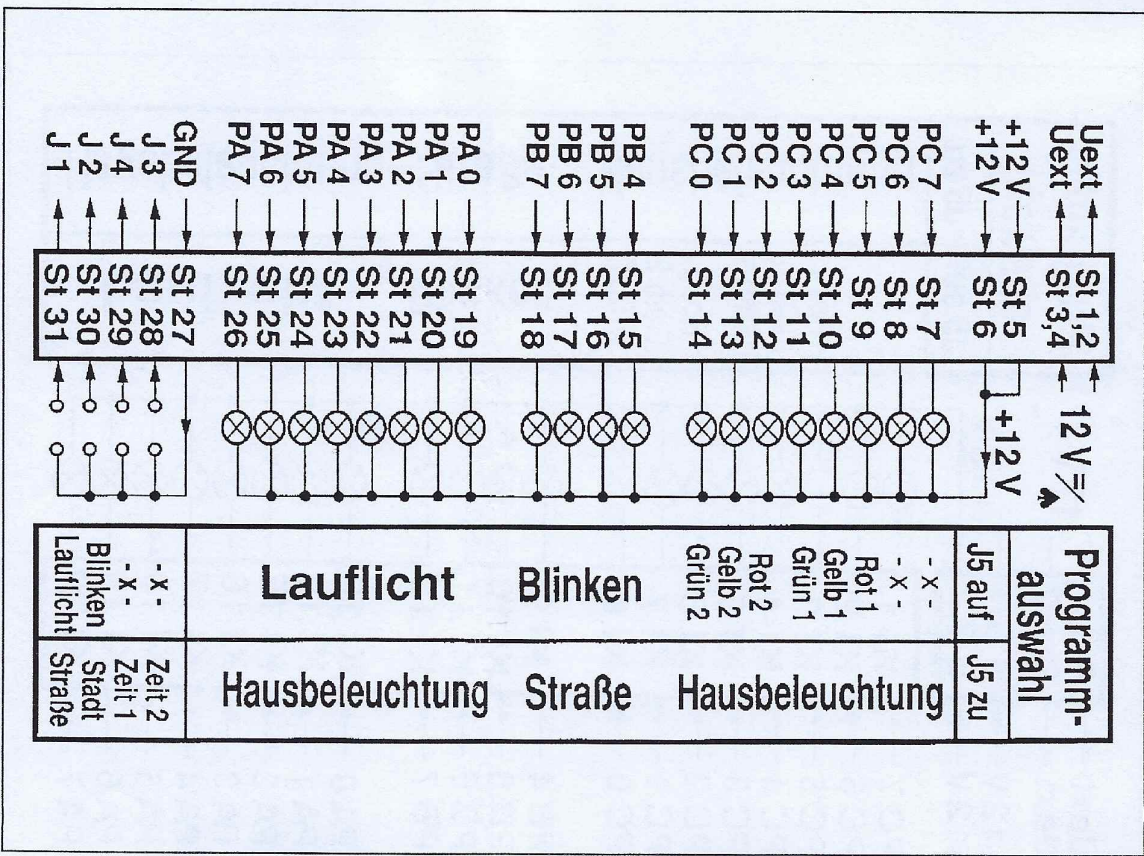 Uext
Uext
+12 V
+12 V
PC 7
PC 6
PC 5
PC 4
PC 3
PC 2
PC 1
PC 0
PB 4
PB 5
PB 6
PB 7
PA 0
PA 1
PA 2
PA 3
PA 4
PA 5
PA 6
PA 7
GND
J 3
J 4
J 2
J 1
St 1,2
St 3,4
St 5
St 6
St 7
St 8
St 9
St 10
St 11
St 12
St 13
St 14
St 15
St 16
St 17
St 18
St 19
St 20
St 21
St 22
St 23
St 24
St 25
St 26
St 27
St 28
St 29
St 30
St 31
12 V =/
+12 V
Programm-
auswahl
J5 auf
J5 zu
- x -
- x -
Rot 1
Gelb 1
Grün 1
Rot 2
Gelb 2
Grün 2
Blinken
Lauflicht
- x -
- x -
Blinken
Lauflicht
Hausbeleuchtung
Straße
Hausbeleuchtung
Zeit 2
Zeit 1
Stadt
Straße